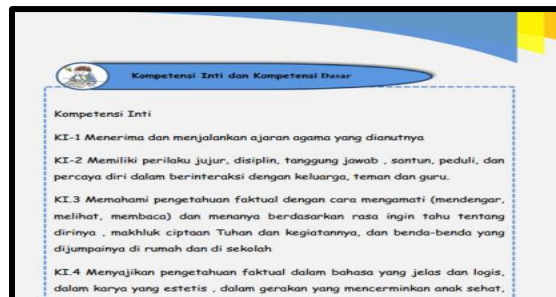 Kompetensi Inti dan Kompetensi Dasar
Kompetensi Inti
KI-1 Menerima dan menjalankan ajaran agama yang dianutnya
KI-2 Memiliki perilaku jujur, disiplin, tanggung jawab , santun, peduli, dan
percaya diri dalam berinteraksi dengan keluarga, teman dan guru.
KI.3 Memahami pengetahuan faktual dengan cara mengamati (mendengar,
melihat, membaca) dan menanya berdasarkan rasa ingin tahu tentang
dirinya , makhluk ciptaan Tuhan dan kegiatannya, dan benda-benda yang
dijumpainya di rumah dan di sekolah
KI.4 Menyajikan pengetahuan faktual dalam bahasa yang jelas dan logis,
dalam karya yang estetis , dalam gerakan yang mencerminkan anak sehat,